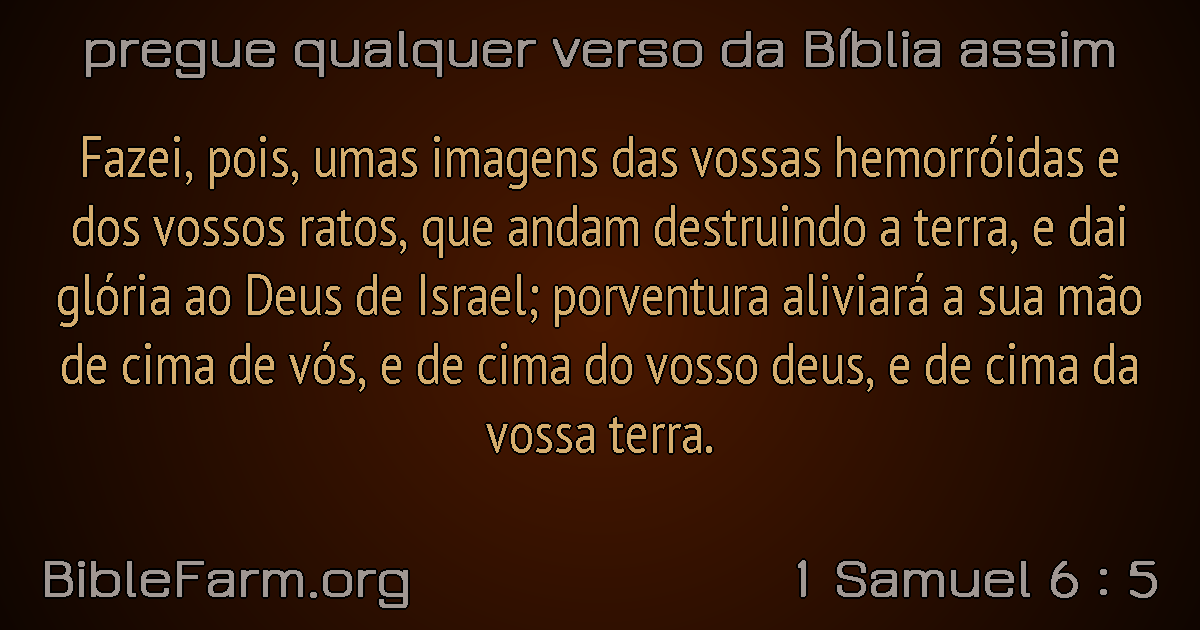 pregue qualquer verso da Bíblia assim
Fazei, pois, umas imagens das vossas hemorróidas e
dos vossos ratos, que andam destruindo a terra, e dai
glória ao Deus de Israel; porventura aliviará a sua mão
de cima de vós, e de cima do vosso deus, e de cima da
vossa terra.
BibleFarm.org
1 Samuel 6 : 5